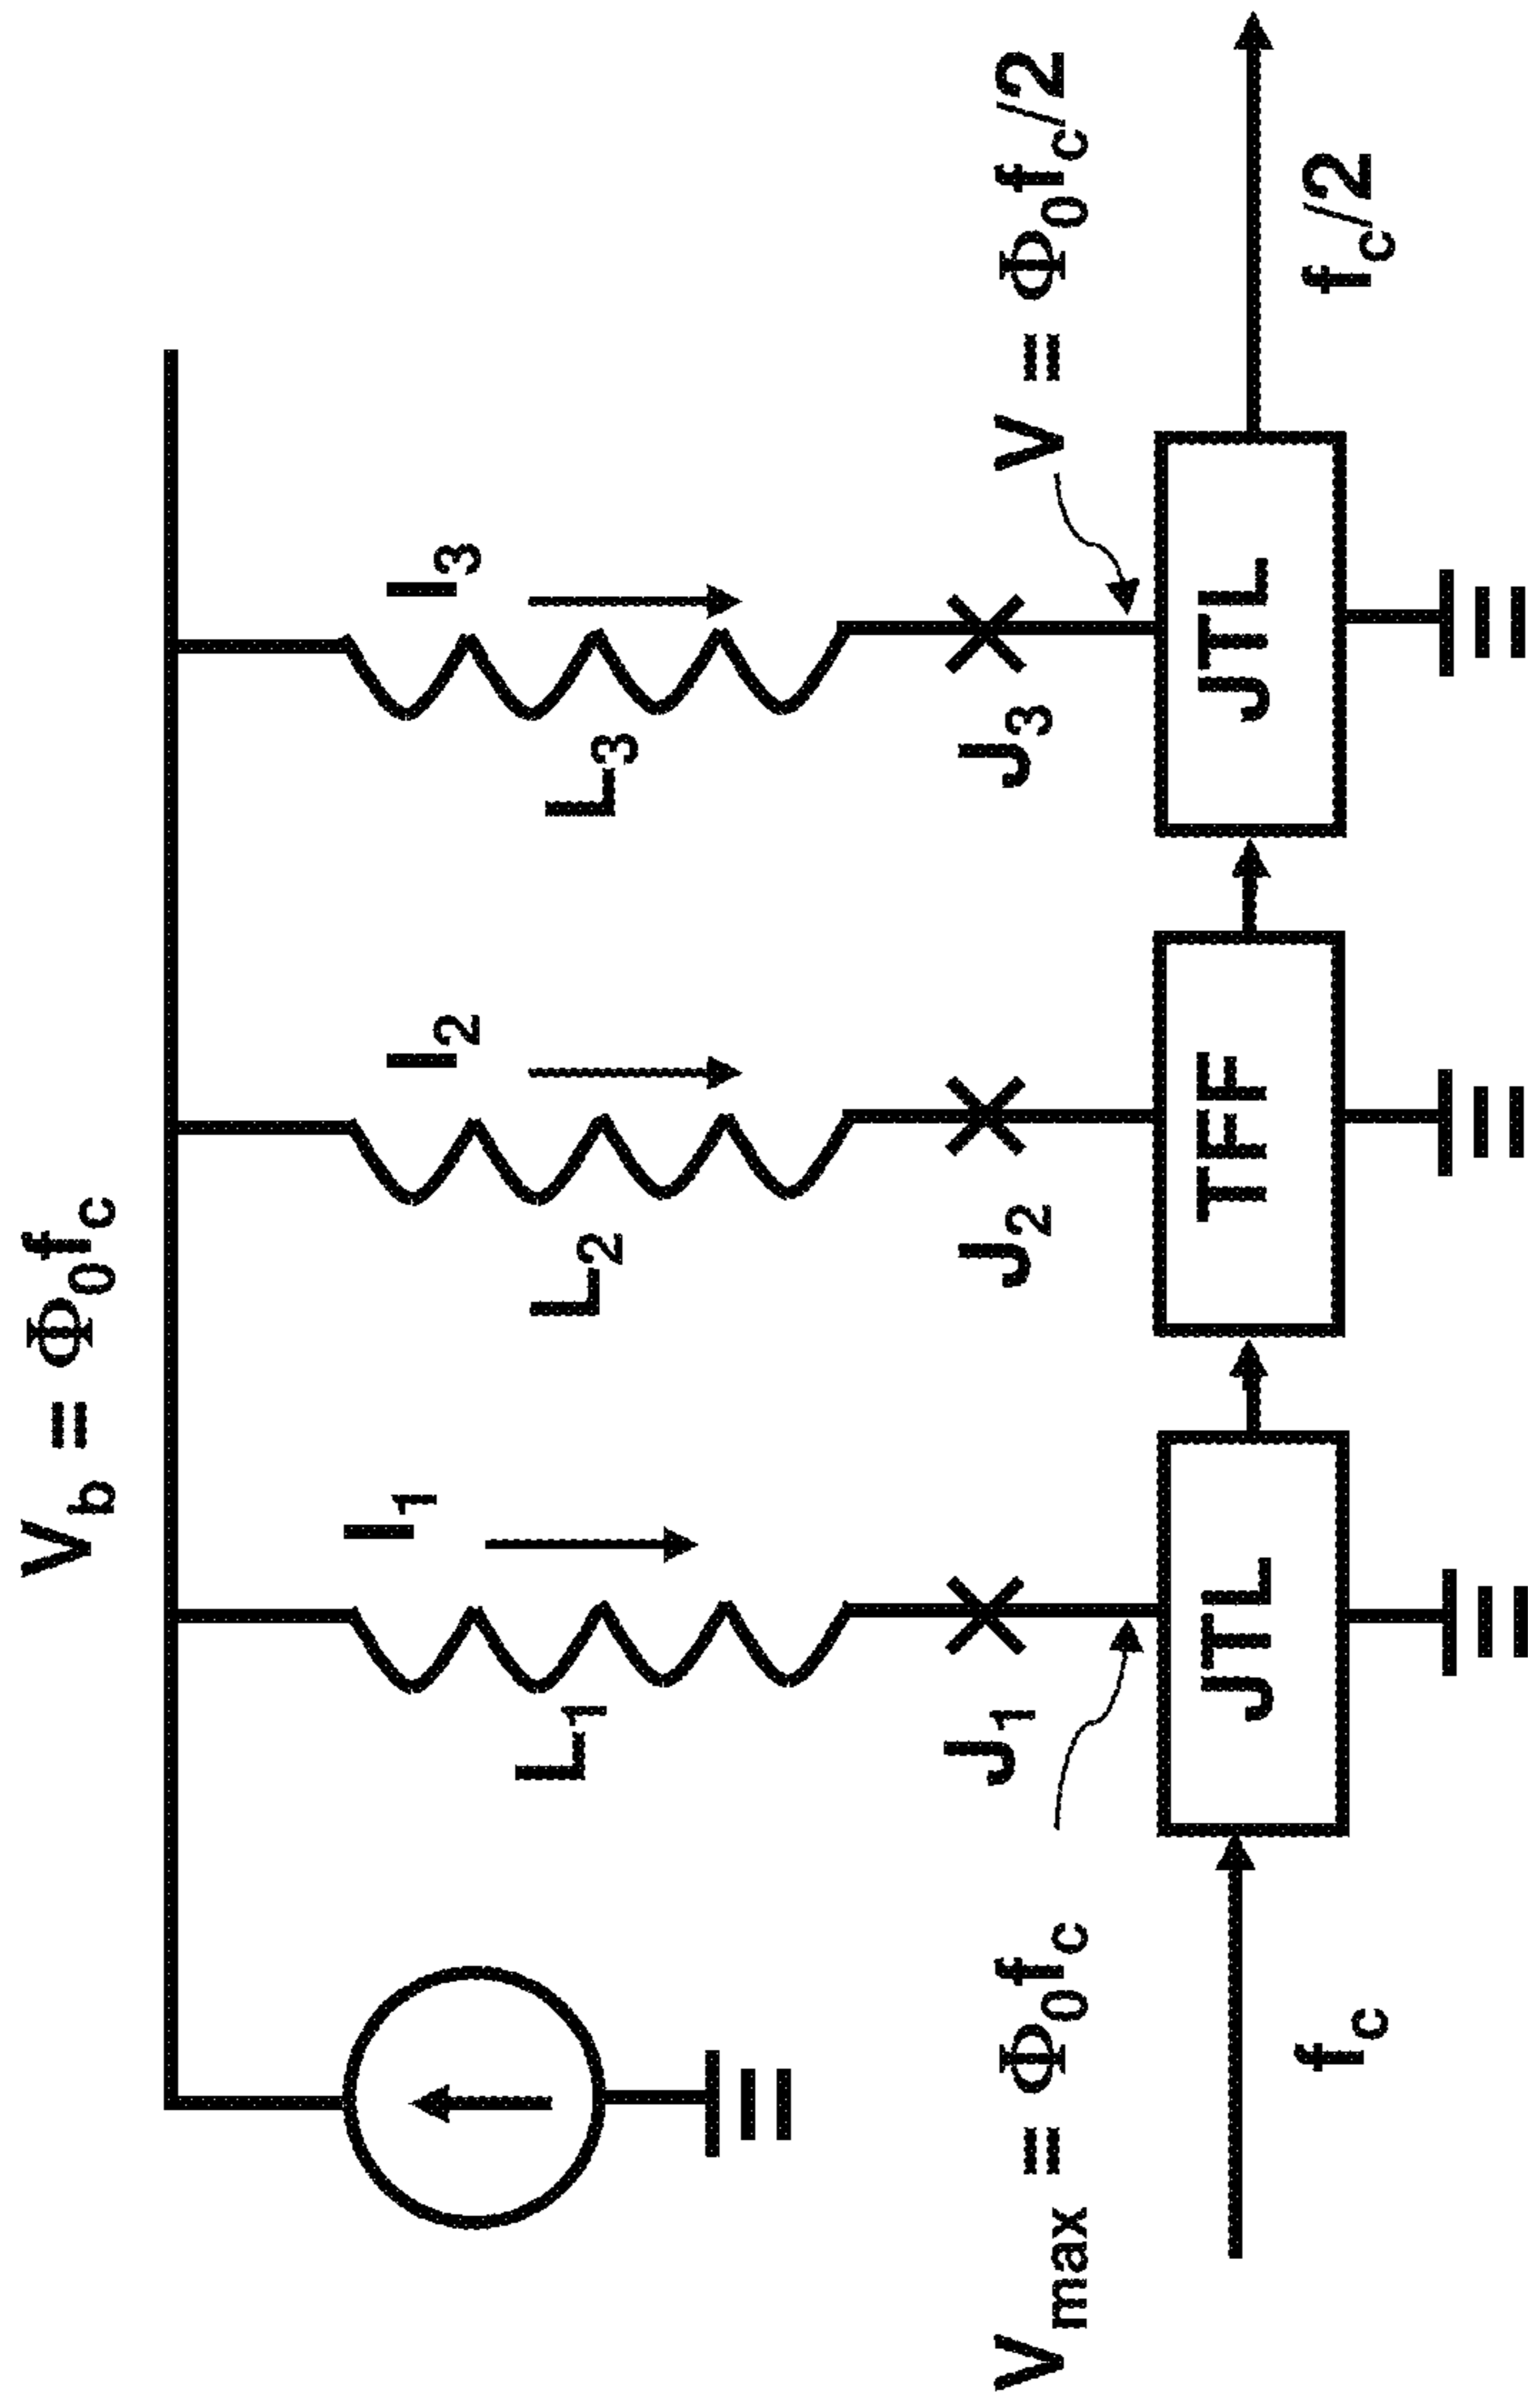 V_b = Φ_0f_c
I_1
I_2
I_3
L_1
L_2
L_3
J_1
J_2
J_3
V_max = Φ_0f_c
V = Φ_0f_c/2
JTL
TFF
JTL
f_c
f_c/2